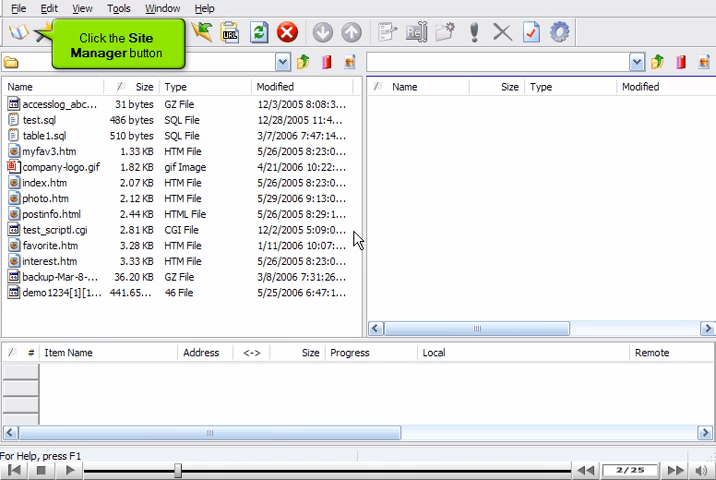 File Edit View Tools Window Help
Click the Site
Manager button
URL
Name Size Type Modified
Name Size Type Modified
accesslog_abc... 31 bytes GZ File 12/3/2005 8:08:3...
test.sql 486 bytes SQL File 12/28/2005 11:4...
table1.sql 510 bytes SQL File 3/7/2006 7:47:14...
myfav3.htm 1.33 KB HTM File 5/26/2005 8:23:0...
company-logo.gif 1.82 KB gif Image 4/21/2006 10:22:...
index.htm 2.07 KB HTM File 5/26/2005 8:23:0...
photo.htm 2.12 KB HTM File 5/29/2006 9:13:0...
postinfo.html 2.44 KB HTML File 5/26/2005 8:29:1...
test_scriptl.cgi 2.81 KB CGI File 12/2/2005 5:09:0...
favorite.htm 3.28 KB HTM File 1/11/2006 10:07:...
interest.htm 3.33 KB HTM File 5/26/2005 8:23:0...
backup-Mar-8-... 36.20 KB GZ File 3/8/2006 7:31:26...
demo1234[1][1... 441.65... 46 File 5/25/2006 6:47:1...
# Item Name Address <-> Size Progress Local Remote
For Help, press F1
2/25